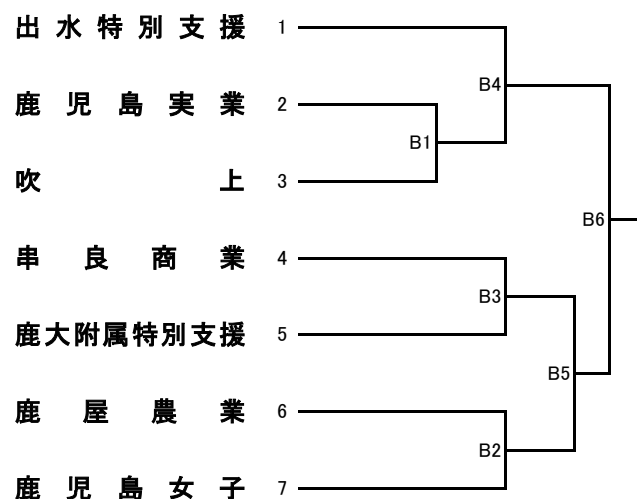 出水特別支援 1
B4
鹿児島実業 2
B1
吹上 3
B6
串良商業 4
B3
鹿大附属特別支援 5
B5
鹿屋農業 6
B2
鹿児島女子 7